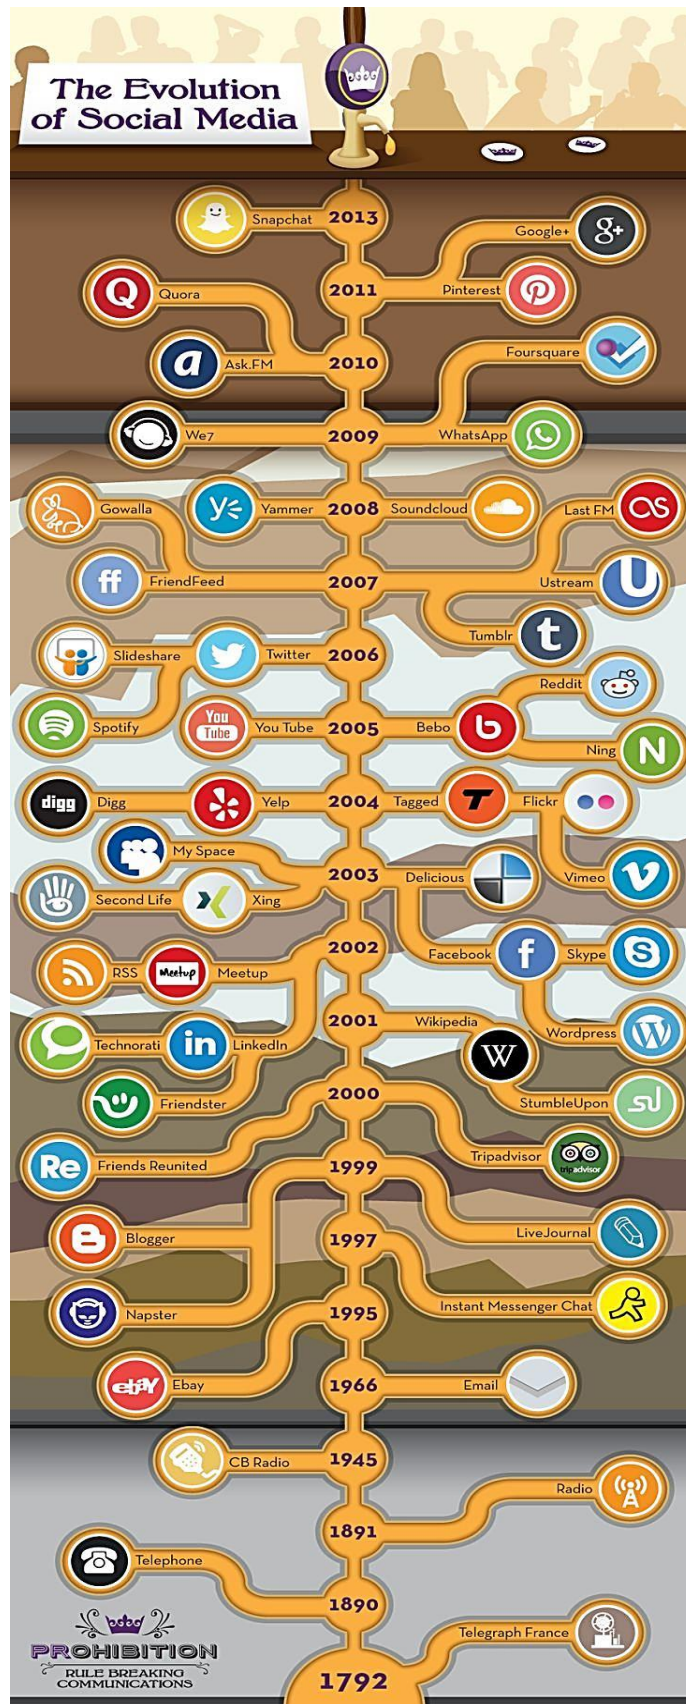 The Evolution
of Social Media
Snapchat 2013
Google+
g+
2011 Pinterest
Q Quora
Foursquare
a Ask.FM 2010
We7 2009 WhatsApp
Gowalla Yammer 2008 Soundcloud Last FM
ff FriendFeed 2007 Ustream U
Tumblr t
Slideshare Twitter 2006
Reddit
Spotify You Tube You Tube 2005 Bebo b
Ning N
digg Digg Yelp 2004 Tagged T Flickr
My Space
2003 Delicious Vimeo v
Second Life Xing
2002 Facebook f Skype S
RSS Meetup Meetup
2001 Wikipedia W Wordpress W
Technorati in LinkedIn
Friendster 2000 StumbleUpon
Tripadvisor tripadvisor
Re Friends Reunited 1999
Blogger 1997 LiveJournal
Napster 1995 Instant Messenger Chat
ebay Ebay 1966 Email
CB Radio 1945
Radio
1891
Telephone
1890
Telegraph France
PROHIBITION
RULE BREAKING
COMMUNICATIONS
1792